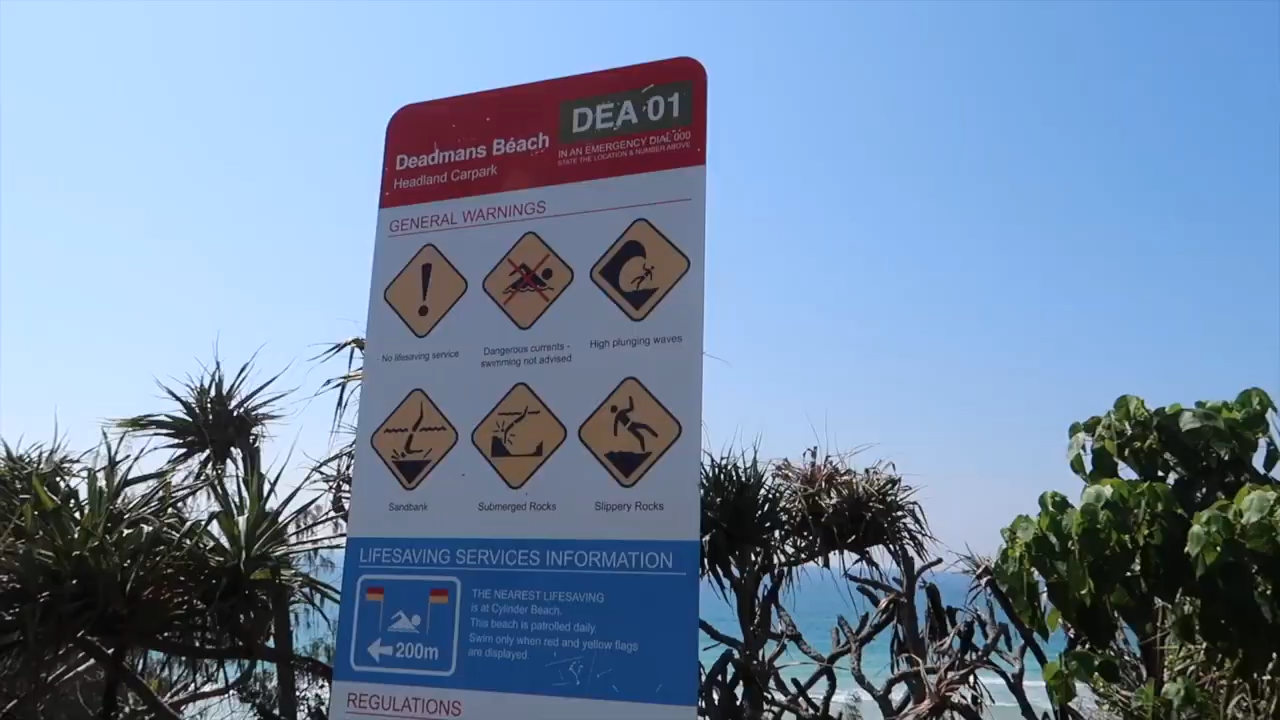 DEA 01
Deadmans Beach
IN AN EMERGENCY DIAL 000
STATE THE LOCATION & NUMBER ABOVE
Headland Carpark
GENERAL WARNINGS
No lifesaving service
Dangerous currents -
swimming not advised
High plunging waves
Sandbank
Submerged Rocks
Slippery Rocks
LIFESAVING SERVICES INFORMATION
THE NEAREST LIFESAVING
is at Cylinder Beach.
This beach is patrolled daily.
Swim only when red and yellow flags
are displayed.
200m
REGULATIONS